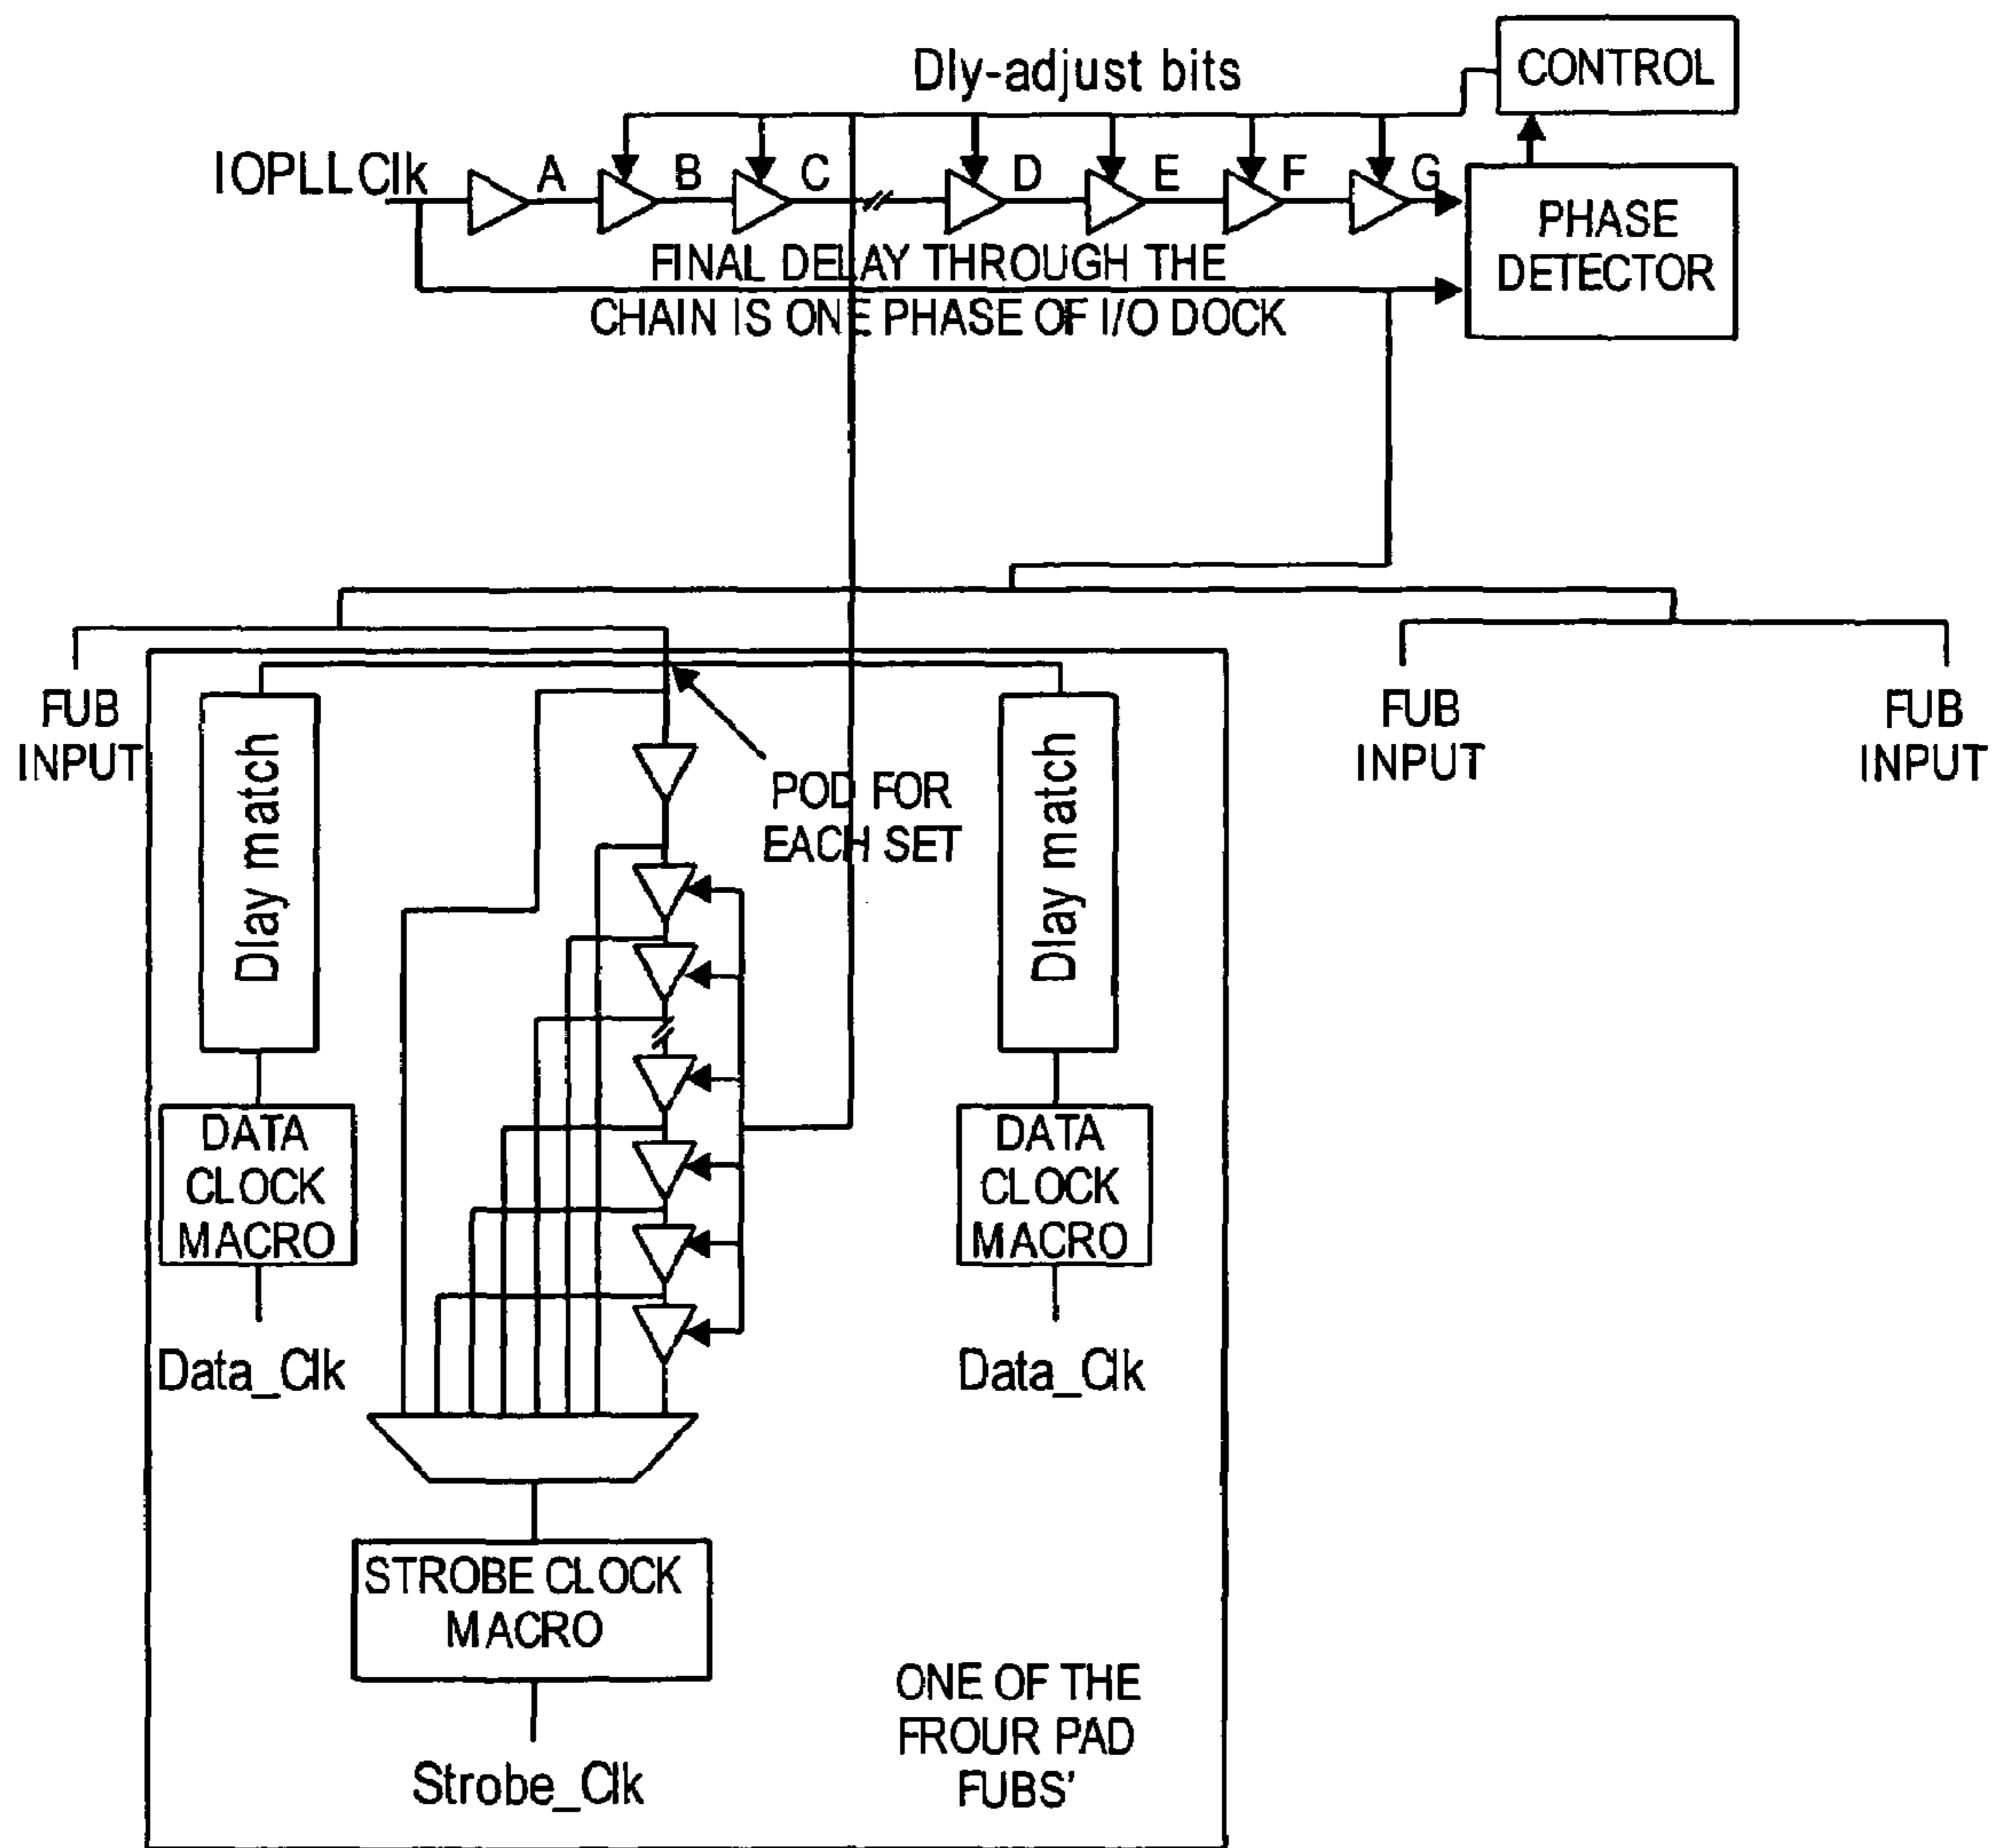 Dly-adjust bits
CONTROL
IOPLLClk
A
B
C
D
E
F
G
PHASE
DETECTOR
FINAL DELAY THROUGH THE
CHAIN IS ONE PHASE OF I/O DOCK
FUB
INPUT
FUB
INPUT
FUB
INPUT
Dlay match
Dlay match
POD FOR
EACH SET
DATA
CLOCK
MACRO
DATA
CLOCK
MACRO
Data_Clk
Data_Clk
STROBE CLOCK
MACRO
ONE OF THE
FROUR PAD
FUBS'
Strobe_Clk